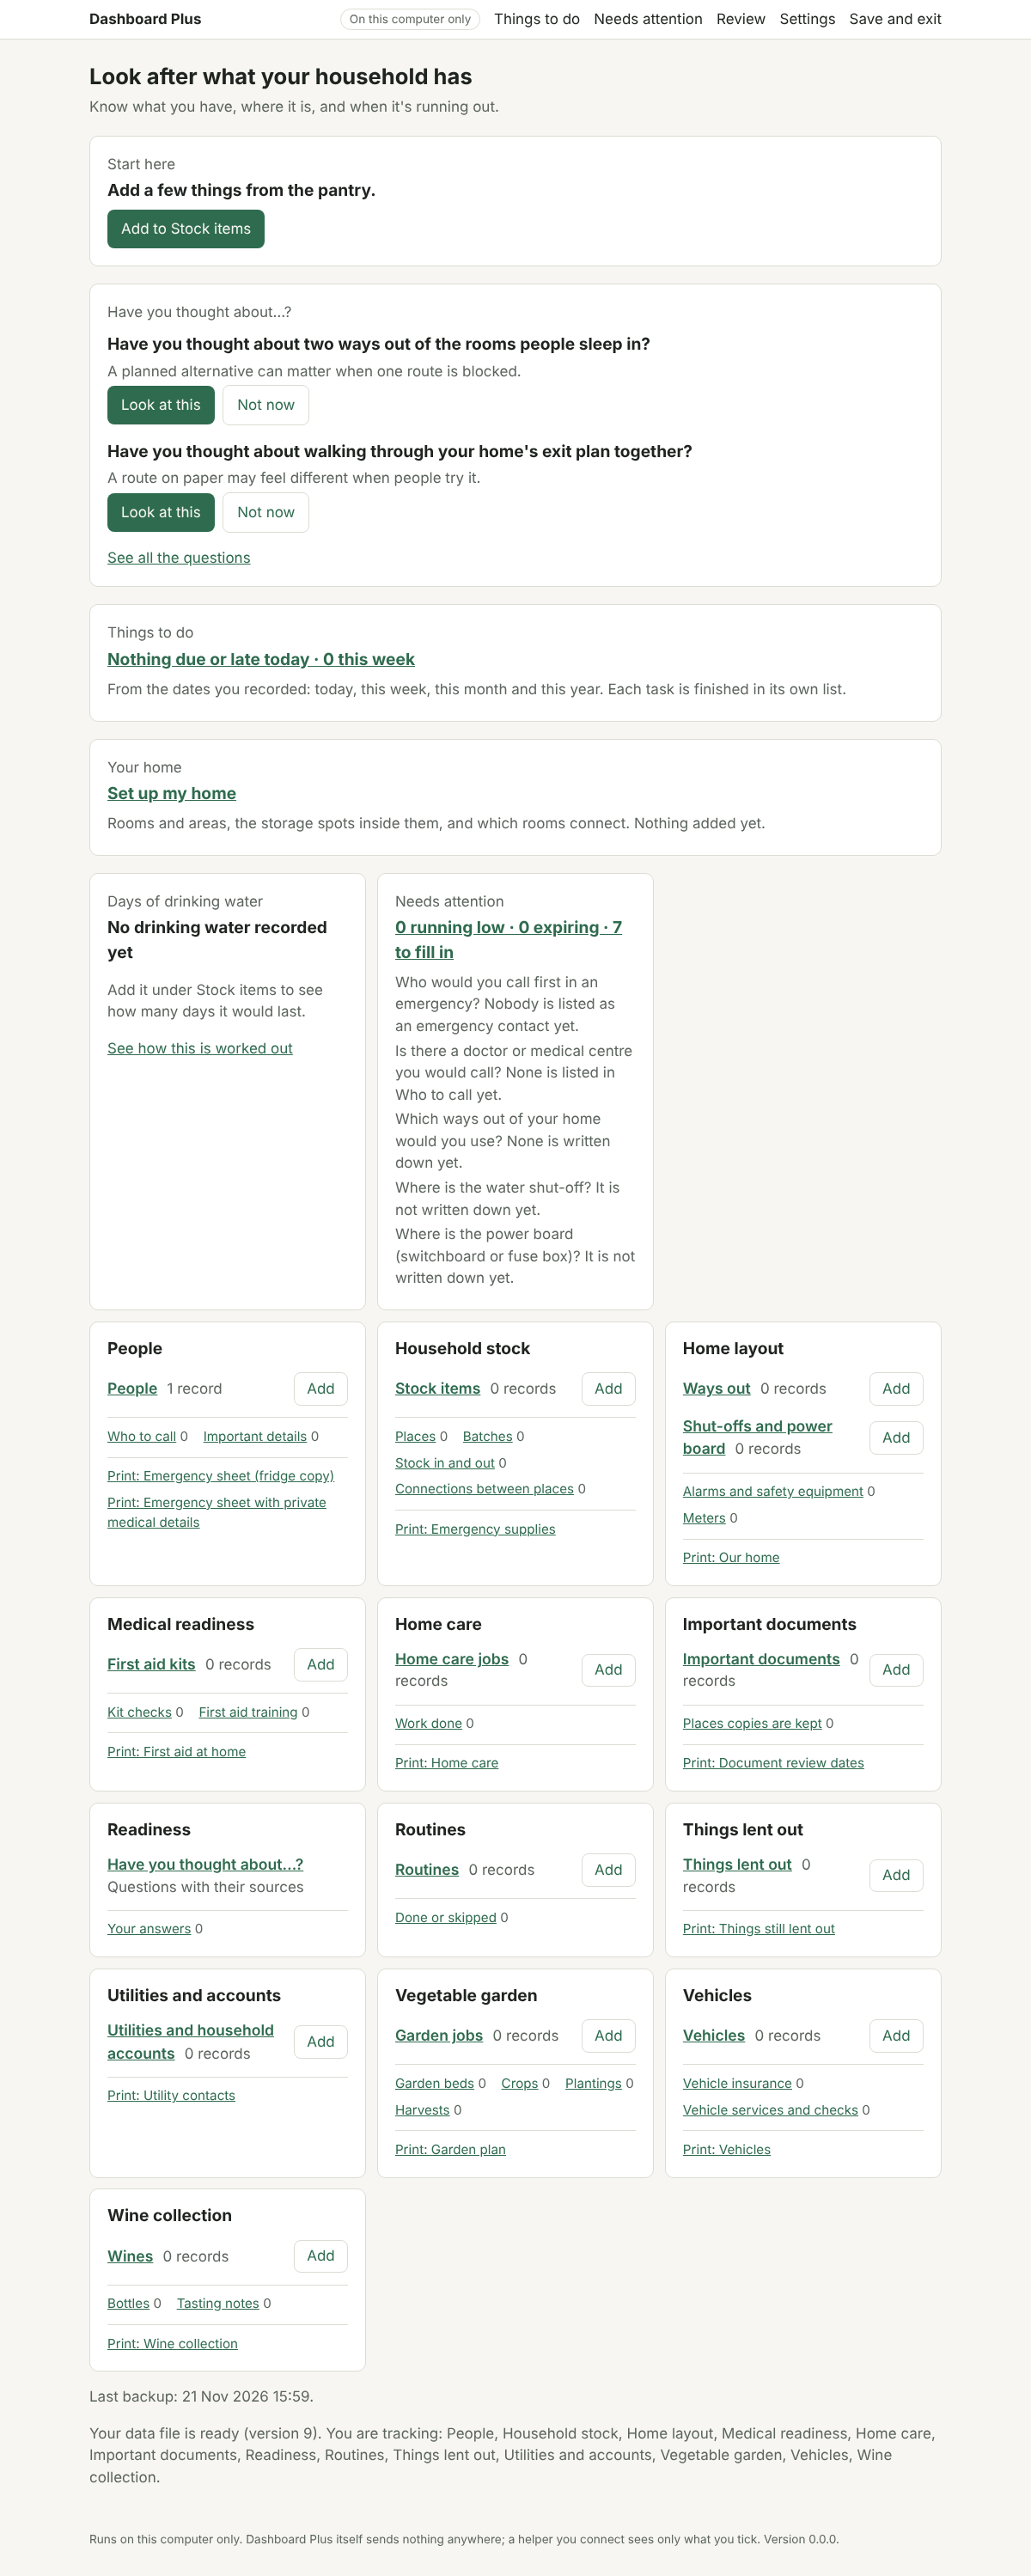 Dashboard Plus
On this computer only
Things to do
Needs attention
Review
Settings
Save and exit
Look after what your household has
Know what you have, where it is, and when it's running out.
Start here
Add a few things from the pantry.
Add to Stock items
Have you thought about...?
Have you thought about two ways out of the rooms people sleep in?
A planned alternative can matter when one route is blocked.
Look at this
Not now
Have you thought about walking through your home's exit plan together?
A route on paper may feel different when people try it.
Look at this
Not now
See all the questions
Things to do
Nothing due or late today · 0 this week
From the dates you recorded: today, this week, this month and this year. Each task is finished in its own list.
Your home
Set up my home
Rooms and areas, the storage spots inside them, and which rooms connect. Nothing added yet.
Days of drinking water
No drinking water recorded
yet
Add it under Stock items to see
how many days it would last.
See how this is worked out
Needs attention
0 running low · 0 expiring · 7
to fill in
Who would you call first in an
emergency? Nobody is listed as
an emergency contact yet.
Is there a doctor or medical centre
you would call? None is listed in
Who to call yet.
Which ways out of your home
would you use? None is written
down yet.
Where is the water shut-off? It is
not written down yet.
Where is the power board
(switchboard or fuse box)? It is not
written down yet.
People
People 1 record
Add
Who to call 0 Important details 0
Print: Emergency sheet (fridge copy)
Print: Emergency sheet with private
medical details
Household stock
Stock items 0 records
Add
Places 0 Batches 0
Stock in and out 0
Connections between places 0
Print: Emergency supplies
Home layout
Ways out 0 records
Add
Shut-offs and power
board 0 records
Add
Alarms and safety equipment 0
Meters 0
Print: Our home
Medical readiness
First aid kits 0 records
Add
Kit checks 0 First aid training 0
Print: First aid at home
Home care
Home care jobs 0
records
Add
Work done 0
Print: Home care
Important documents
Important documents 0
records
Add
Places copies are kept 0
Print: Document review dates
Readiness
Have you thought about...?
Questions with their sources
Your answers 0
Routines
Routines 0 records
Add
Done or skipped 0
Things lent out
Things lent out 0
records
Add
Print: Things still lent out
Utilities and accounts
Utilities and household
accounts 0 records
Add
Print: Utility contacts
Vegetable garden
Garden jobs 0 records
Add
Garden beds 0 Crops 0 Plantings 0
Harvests 0
Print: Garden plan
Vehicles
Vehicles 0 records
Add
Vehicle insurance 0
Vehicle services and checks 0
Print: Vehicles
Wine collection
Wines 0 records
Add
Bottles 0 Tasting notes 0
Print: Wine collection
Last backup: 21 Nov 2026 15:59.
Your data file is ready (version 9). You are tracking: People, Household stock, Home layout, Medical readiness, Home care,
Important documents, Readiness, Routines, Things lent out, Utilities and accounts, Vegetable garden, Vehicles, Wine
collection.
Runs on this computer only. Dashboard Plus itself sends nothing anywhere; a helper you connect sees only what you tick. Version 0.0.0.